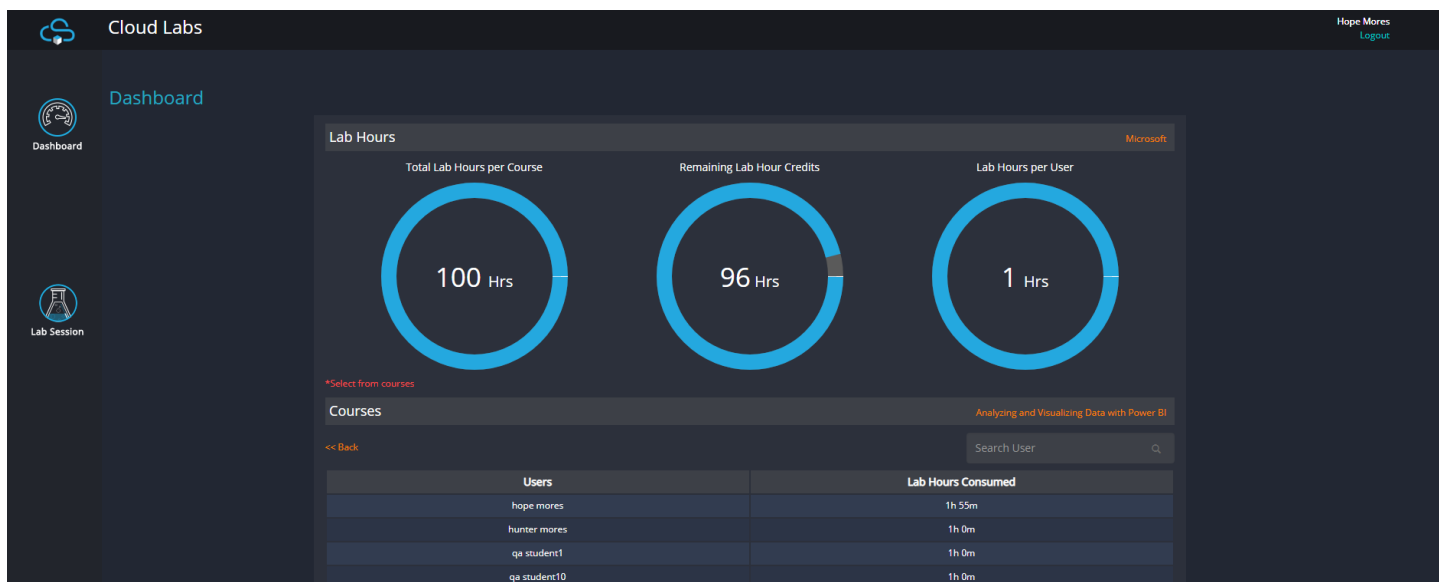 Cloud Labs
Hope Mores
Logout
Dashboard
Dashboard
Lab Session
Lab Hours
Microsoft
Total Lab Hours per Course
Remaining Lab Hour Credits
Lab Hours per User
100 Hrs
96 Hrs
1 Hrs
*Select from courses
Courses
Analyzing and Visualizing Data with Power BI
<< Back
Search User
Users Lab Hours Consumed
hope mores 1h 55m
hunter mores 1h 0m
qa student1 1h 0m
qa student10 1h 0m